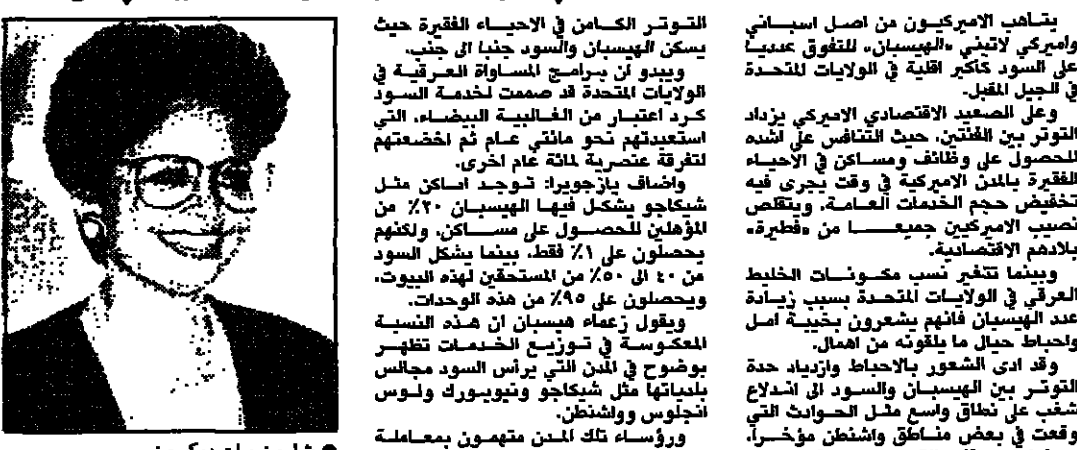 يتأهب الاميركيون من اصل اسباني
واميركي لاتيني «الهيسبان» للتفوق عدديا
على السود كأكبر اقلية في الولايات المتحدة
في الجيل المقبل.
وعلى الصعيد الاقتصادي الاميركي يزداد
التوتر بين الفئتين، حيث التنافس على اشده
للحصول على وظائف ومساكن في الاحياء
الفقيرة بالمدن الاميركية في وقت يجرى فيه
تخفيض حجم الخدمات العامة، ويتقلص
نصيب الاميركيين جميعا من «فطيرة»
بلادهم الاقتصادية.
وبينما تتغير نسب مكونات الخليط
العرقي في الولايات المتحدة بسبب زيادة
عدد الهيسبان فانهم يشعرون بخيبة امل
واحباط حيال ما يلقونه من اهمال.
وقد ادى الشعور بالاحباط وازدياد حدة
التوتر بين الهيسبان والسود الى اندلاع
شغب على نطاق واسع مثل الحوادث التي
وقعت في بعض مناطق واشنطن مؤخرا،
التوتر الكامن في الاحياء الفقيرة حيث
يسكن الهيسبان والسود جنبا الى جنب.
ويبدو ان برامج المساواة العرقية في
الولايات المتحدة قد صممت لخدمة السود
كرد اعتبار من الغالبية البيضاء، التي
استعبدتهم نحو مائتي عام ثم اخضعتهم
لتفرقة عنصرية لمائة عام اخرى.
واضاف يازجويرا: توجد اماكن مثل
شيكاجو يشكل فيها الهيسبان ٢٠٪ من
المؤهلين للحصول على مساكن، ولكنهم
يحصلون على ١٪ فقط، بينما يشكل السود
من ٤٠ الى ٥٠٪ من المستحقين لهذه البيوت،
ويحصلون على ٩٥٪ من هذه الوحدات.
ويقول زعماء هيسبان ان هذه النسبة
المعكوسة في توزيع الخدمات تظهر
بوضوح في المدن التي يرأس السود مجالس
بلدياتها مثل شيكاجو ونيويورك ولوس
انجلوس وواشنطن.
ورؤساء تلك المدن متهمون بمعاملة